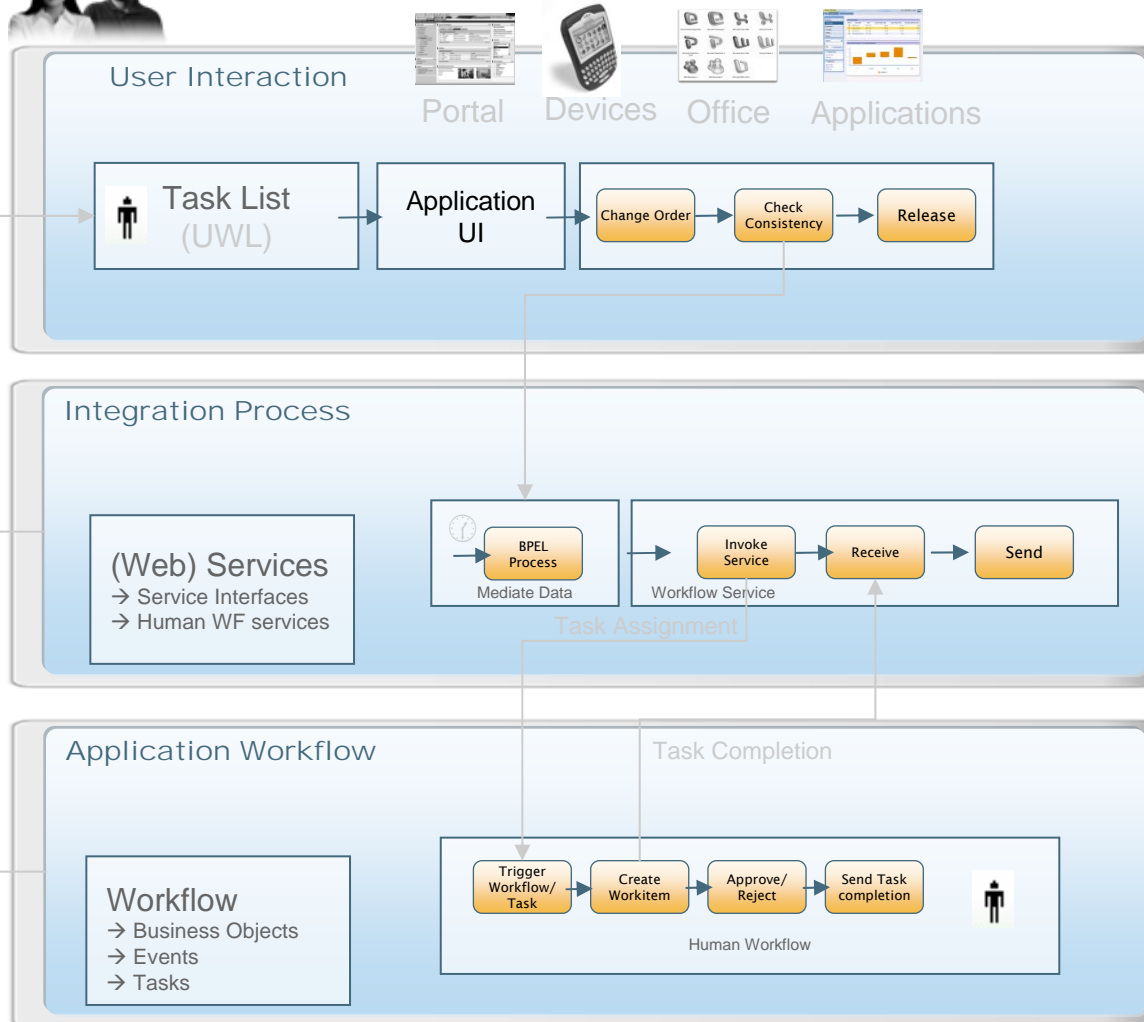 User Interaction
Portal
Devices
Office
Applications
Task List
(UWL)
Application
UI
Change Order
Check
Consistency
Release
Integration Process
(Web) Services
→ Service Interfaces
→ Human WF services
BPEL
Process
Mediate Data
Invoke
Service
Receive
Send
Workflow Service
Task Assignment
Application Workflow
Task Completion
Workflow
→ Business Objects
→ Events
→ Tasks
Trigger
Workflow/
Task
Create
Workitem
Approve/
Reject
Send Task
completion
Human Workflow